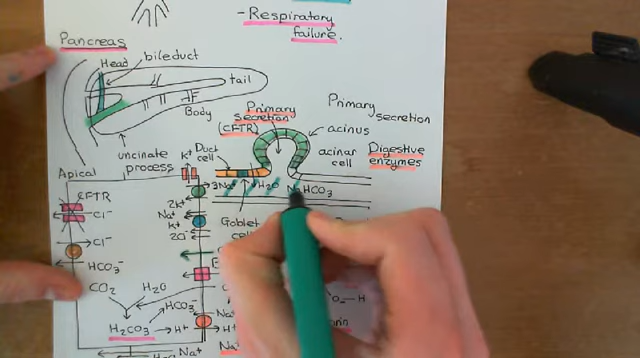 -Respiratory
failure.
Pancreas
Head
bileduct
tail
Body
uncinate
process
Primary
secretion
(CFTR)
Primary
secretion
acinus
acinar
cell
Digestive
enzymes
Duct
cell
Apical
K+
3Na+
H2O
NaHCO3
2K+
CFTR
Cl-
Na+
K+
2Cl-
Goblet
Cl-
HCO3-
CO2
H2O
HCO3-
H2CO3
H+
H+
Na+
Na+